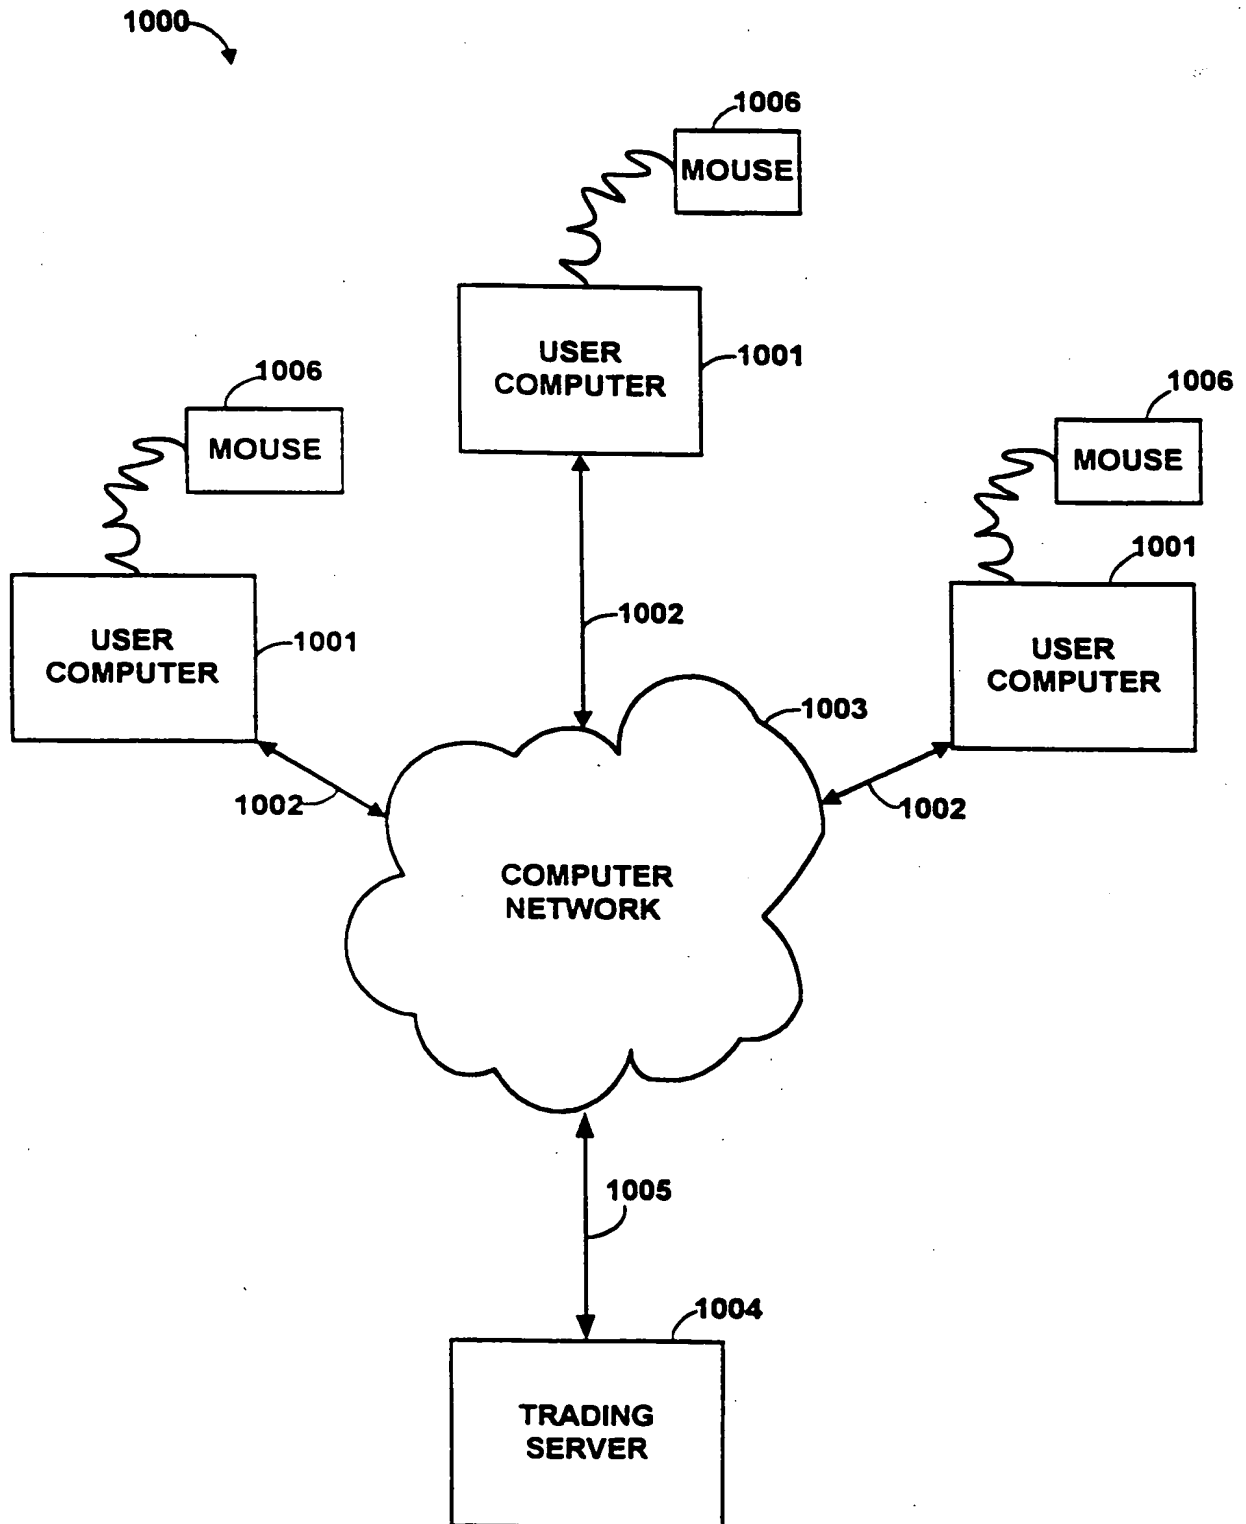 1000
1006
MOUSE
USER
COMPUTER
1001
1006
MOUSE
1006
MOUSE
1001
USER
COMPUTER
1001
USER
COMPUTER
1002
1003
1002
1002
COMPUTER
NETWORK
1005
1004
TRADING
SERVER